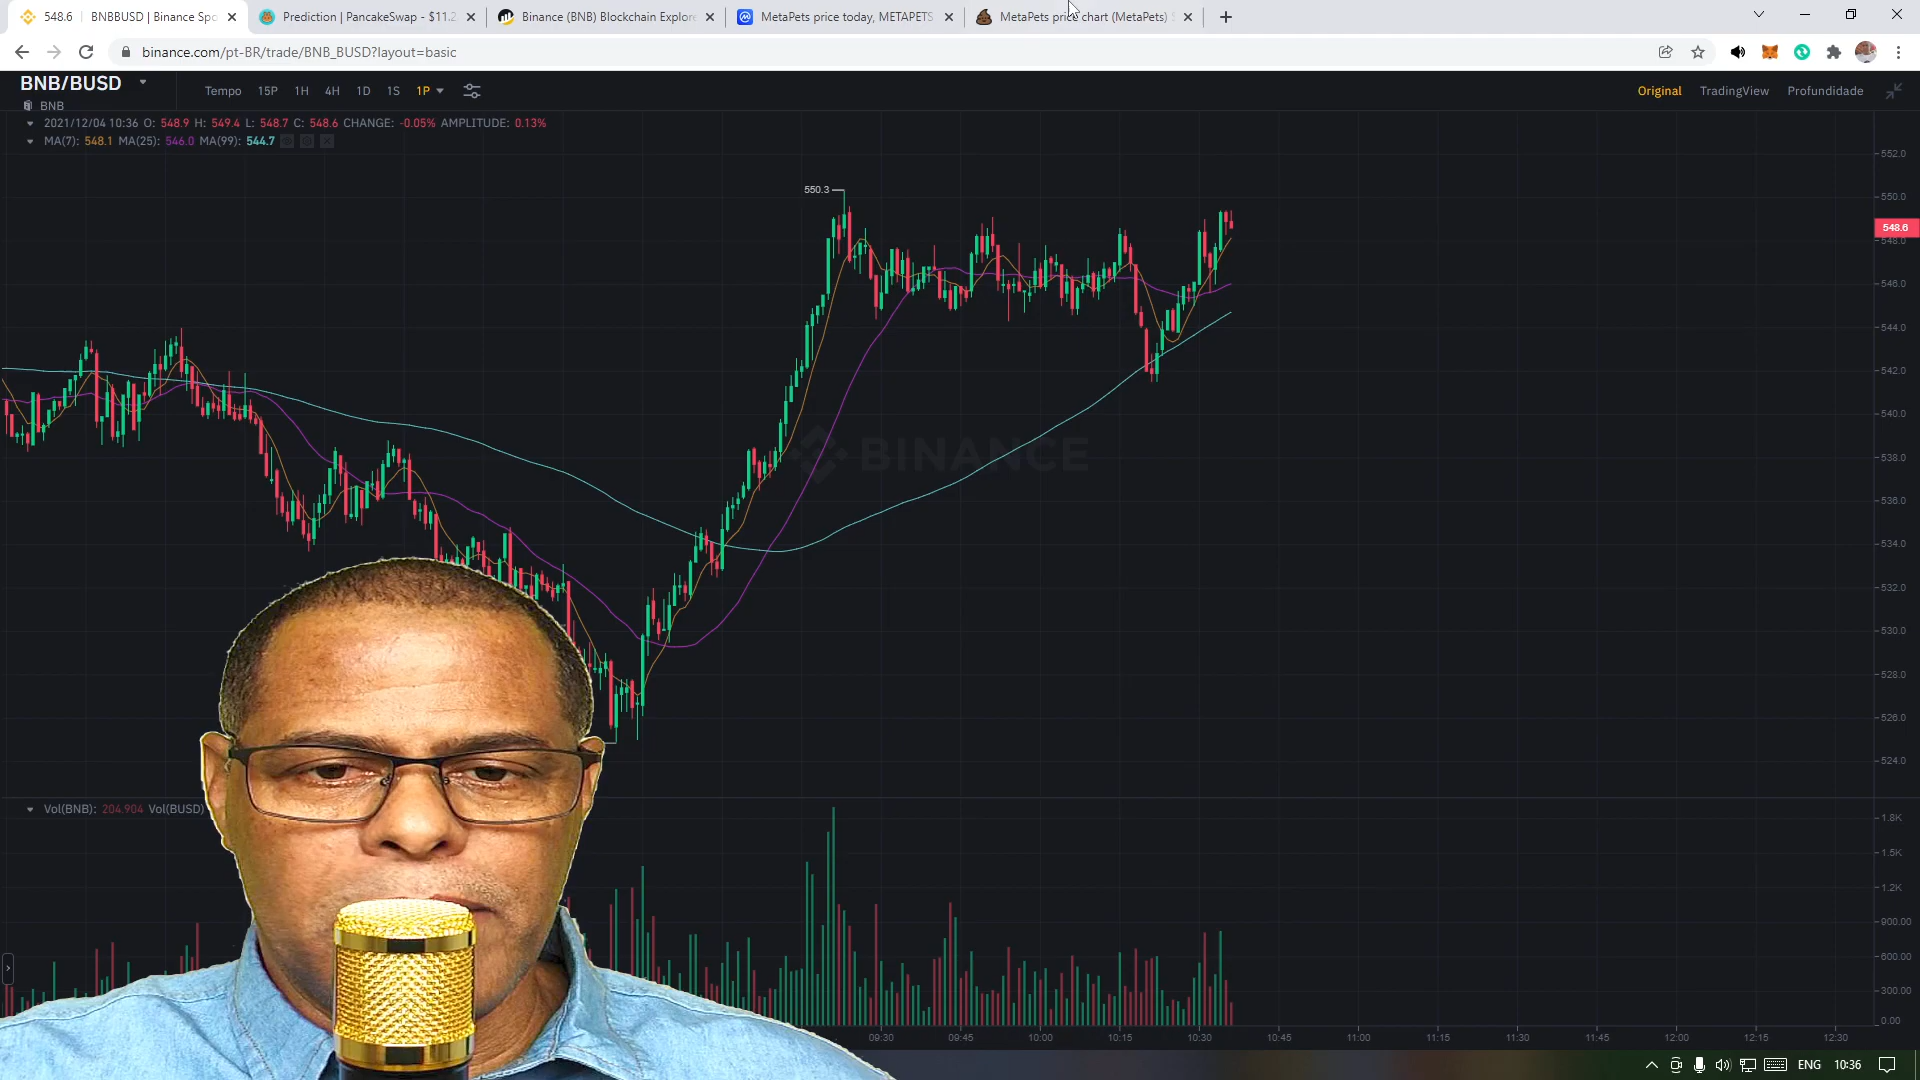 548.6 | BNBBUSD | Binance Spo
Prediction | PancakeSwap - $11.2
Binance (BNB) Blockchain Explore
MetaPets price today, METAPETS
MetaPets price chart (MetaPets)
binance.com/pt-BR/trade/BNB_BUSD?layout=basic
BNB/BUSD
BNB
Tempo 15P 1H 4H 1D 1S 1P
Original TradingView Profundidade
2021/12/04 10:36 O: 548.9 H: 549.4 L: 548.7 C: 548.6 CHANGE: -0.05% AMPLITUDE: 0.13%
MA(7): 548.1 MA(25): 546.0 MA(99): 544.7
552.0
550.3
550.0
548.6
548.0
546.0
544.0
542.0
540.0
538.0
BINANCE
536.0
534.0
532.0
530.0
528.0
526.0
524.0
Vol(BNB): 204.904 Vol(BUSD)
1.8K
1.5K
1.2K
900.00
600.00
300.00
0.00
09:30 09:45 10:00 10:15 10:30 10:45 11:00 11:15 11:30 11:45 12:00 12:15 12:30
ENG 10:36